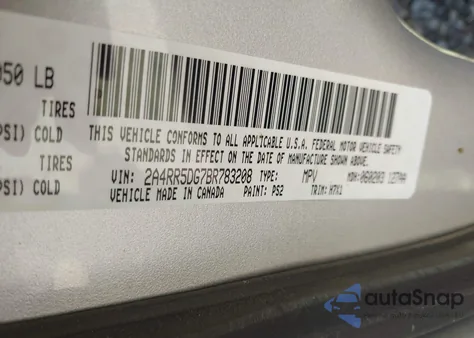 050 LB
TIRES
PSI) COLD
THIS VEHICLE CONFORMS TO ALL APPLICABLE U.S. FEDERAL MOTOR VEHICLE SAFETY
STANDARDS IN EFFECT ON THE DATE OF MANUFACTURE SHOWN ABOVE.
TIRES
VIN: 2A4RR5DG7BR783208 TYPE: MPV MDH:
PSI) COLD
VEHICLE MADE IN CANADA PAINT: PS2 TRIM:
autoSnap